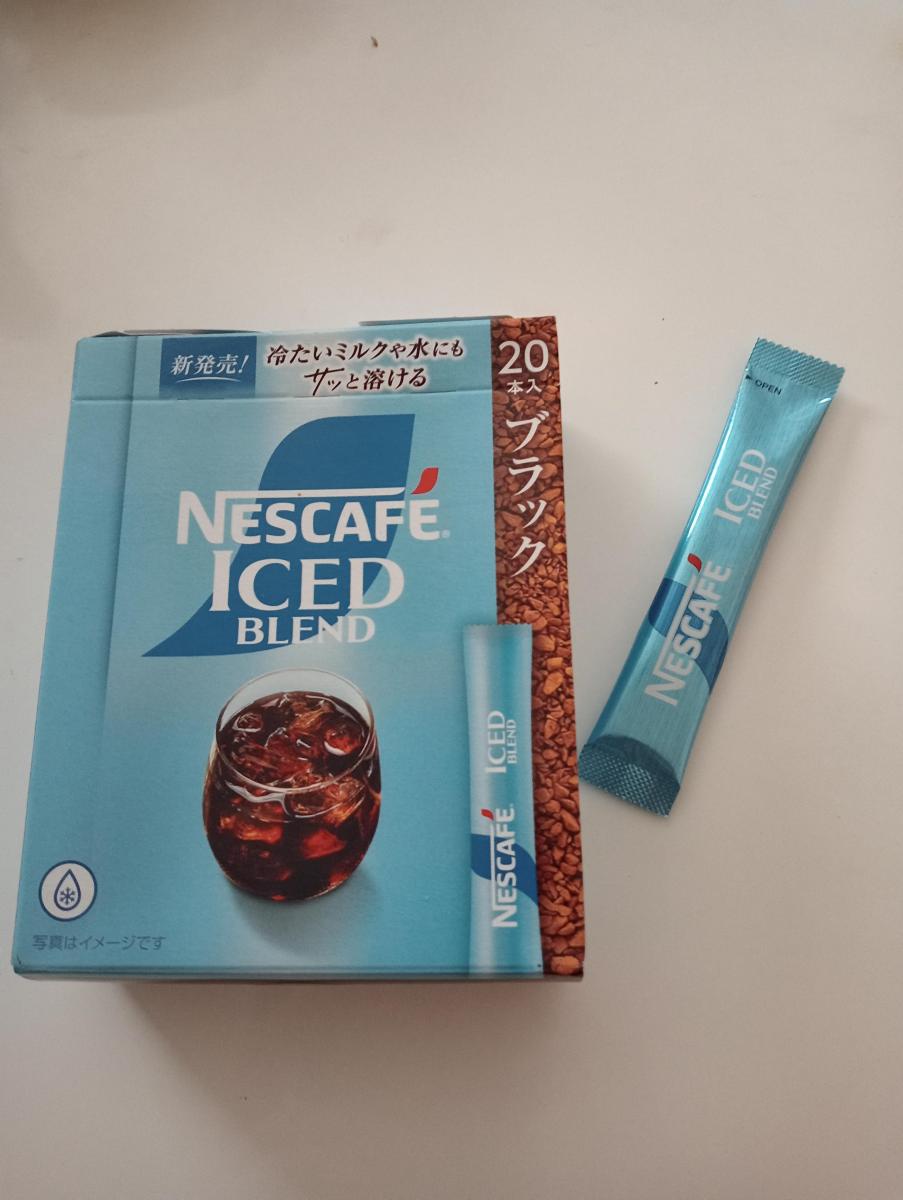 新発売!
冷たいミルクや水にも
サッと溶ける
20
本入
ブラック
NESCAFÉ®
ICED
BLEND
NESCAFÉ®
ICED
BLEND
写真はイメージです
OPEN
NESCAFÉ
ICED
BLEND